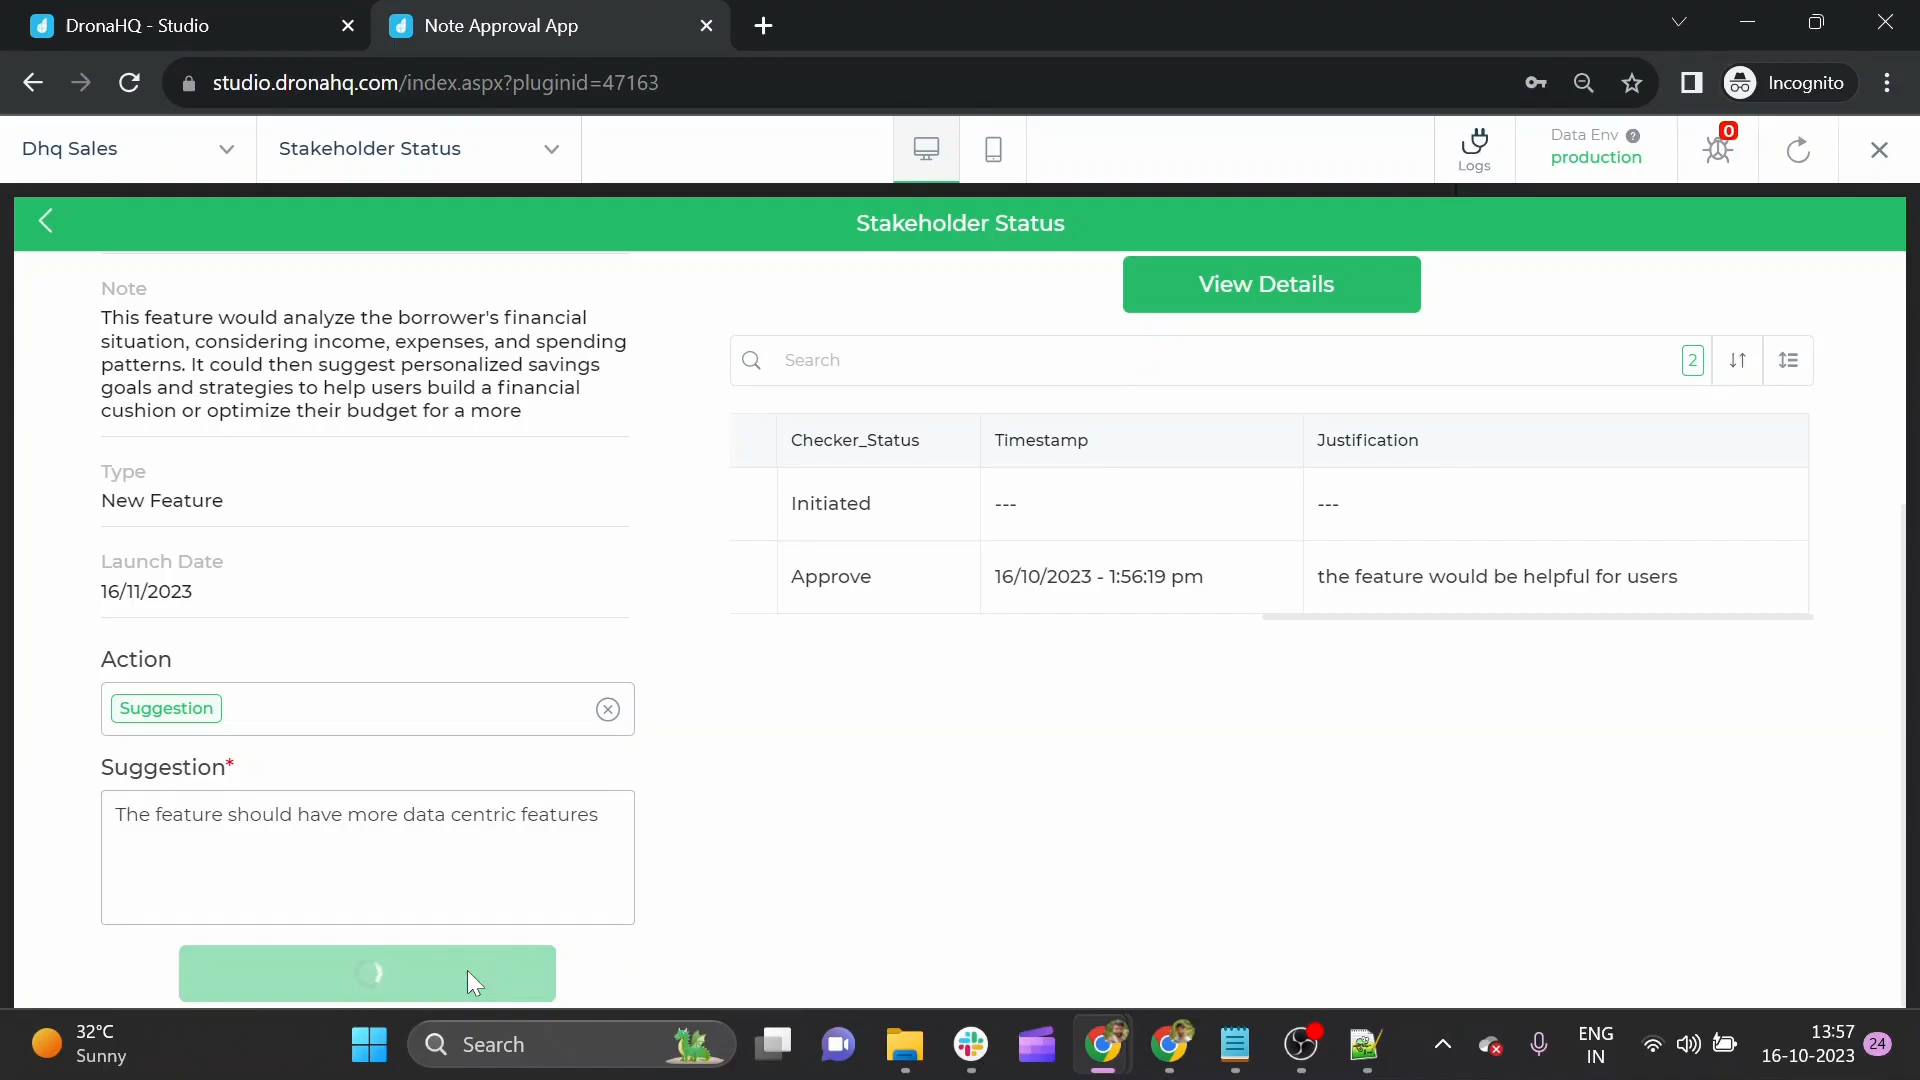 DronaHQ - Studio
Note Approval App
studio.dronahq.com/index.aspx?pluginid=47163
Incognito
Dhq Sales
Stakeholder Status
Logs
Data Env ?
production
0
Stakeholder Status
Note
This feature would analyze the borrower's financial
situation, considering income, expenses, and spending
patterns. It could then suggest personalized savings
goals and strategies to help users build a financial
cushion or optimize their budget for a more
Type
New Feature
Launch Date
16/11/2023
Action
Suggestion
Suggestion*
The feature should have more data centric features
View Details
Search
2
Checker_Status Timestamp Justification
Initiated --- ---
Approve 16/10/2023 - 1:56:19 pm the feature would be helpful for users
32°C
Sunny
Search
ENG
IN
13:57
16-10-2023
24